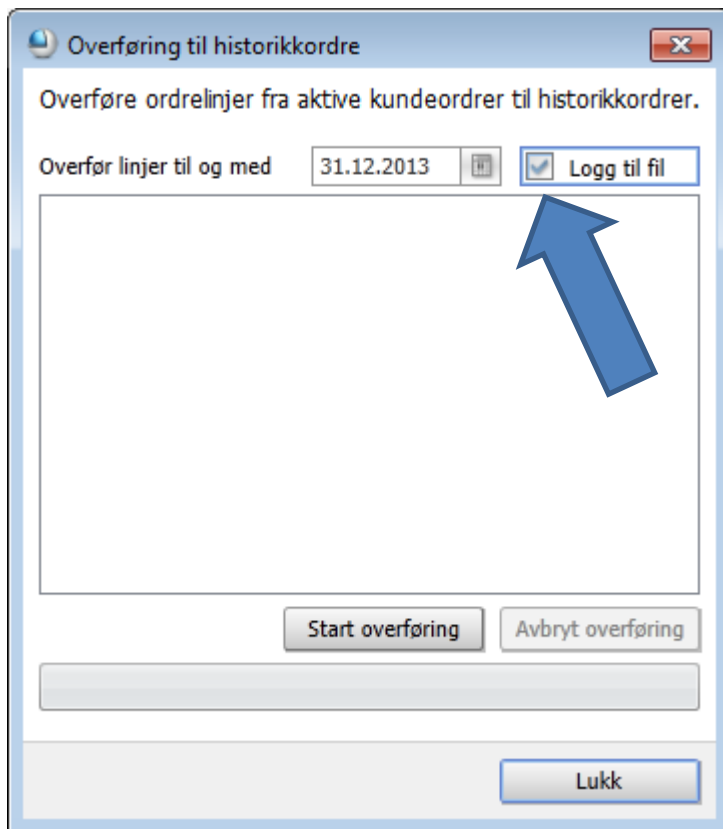 Overføring til historikkordre
Overføre ordrelinjer fra aktive kundeordrer til historikkordrer.
Overfør linjer til og med 31.12.2013 Logg til fil
Start overføring Avbryt overføring
Lukk